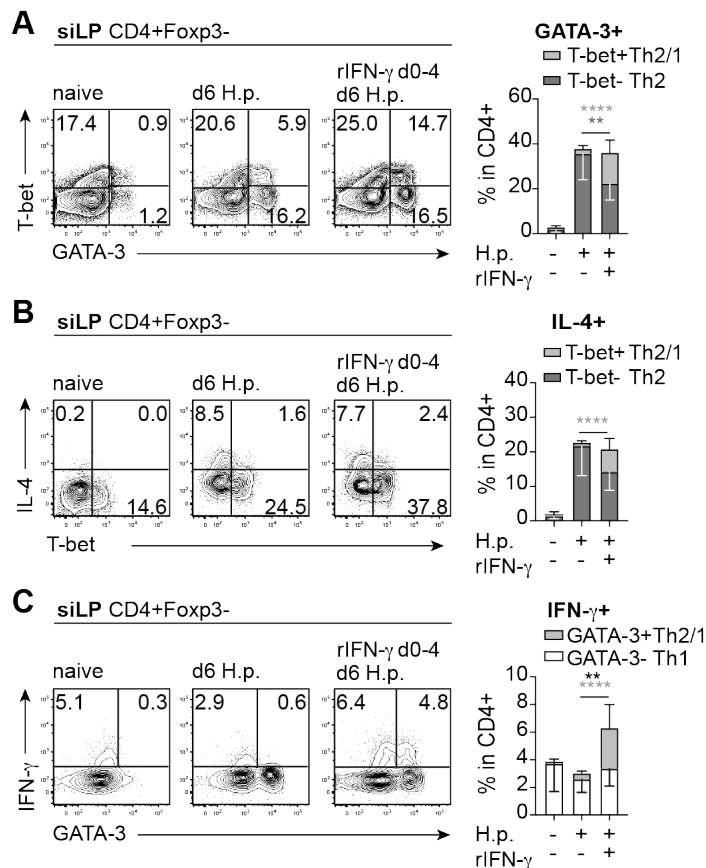 A
siLP CD4+Foxp3-
naive
d6 H.p.
rIFN-γ d0-4
d6 H.p.
17.4
0.9
1.2
20.6
5.9
16.2
25.0
14.7
16.5
T-bet
GATA-3
GATA-3+
T-bet+Th2/1
T-bet- Th2
% in CD4+
60
40
20
0
****
**
H.p. - + +
rIFN-γ - - +
B
siLP CD4+Foxp3-
naive
d6 H.p.
rIFN-γ d0-4
d6 H.p.
0.2
0.0
14.6
8.5
1.6
24.5
7.7
2.4
37.8
IL-4
T-bet
IL-4+
T-bet+ Th2/1
T-bet- Th2
% in CD4+
40
30
20
10
0
****
H.p. - + +
rIFN-γ - - +
C
siLP CD4+Foxp3-
naive
d6 H.p.
rIFN-γ d0-4
d6 H.p.
5.1
0.3
2.9
0.6
6.4
4.8
IFN-γ
GATA-3
IFN-γ+
GATA-3+Th2/1
GATA-3- Th1
% in CD4+
10
8
6
4
2
0
**
****
H.p. - + +
rIFN-γ - - +